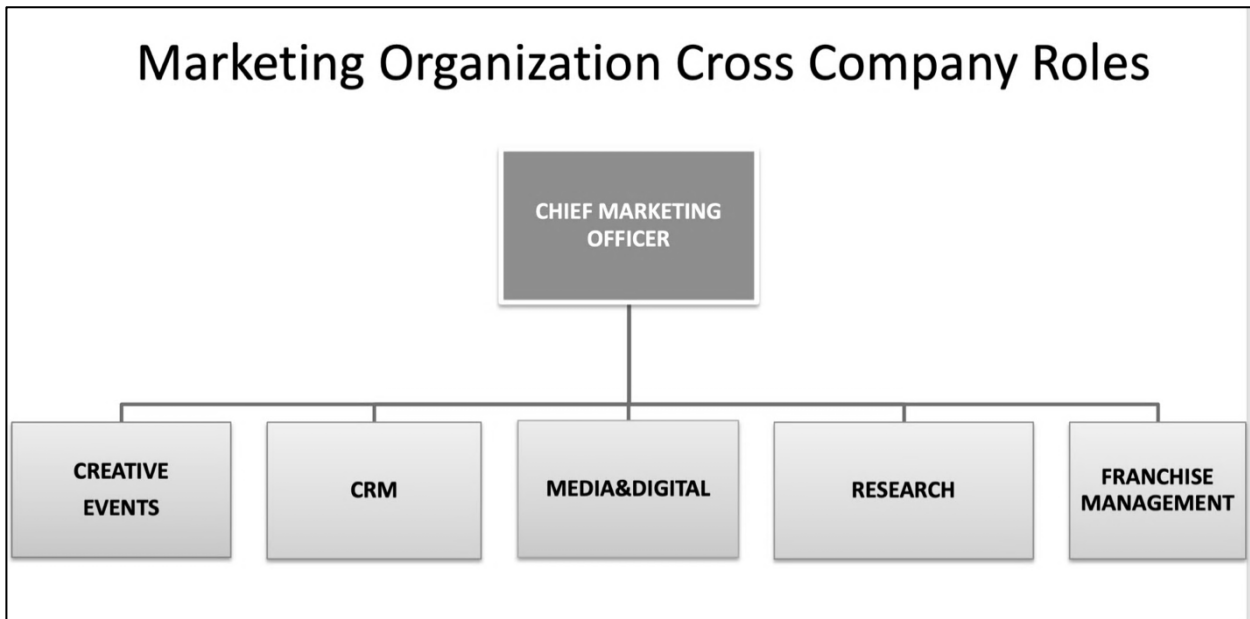 Marketing Organization Cross Company Roles
CHIEF MARKETING
OFFICER
CREATIVE
EVENTS
CRM
MEDIA&DIGITAL
RESEARCH
FRANCHISE
MANAGEMENT